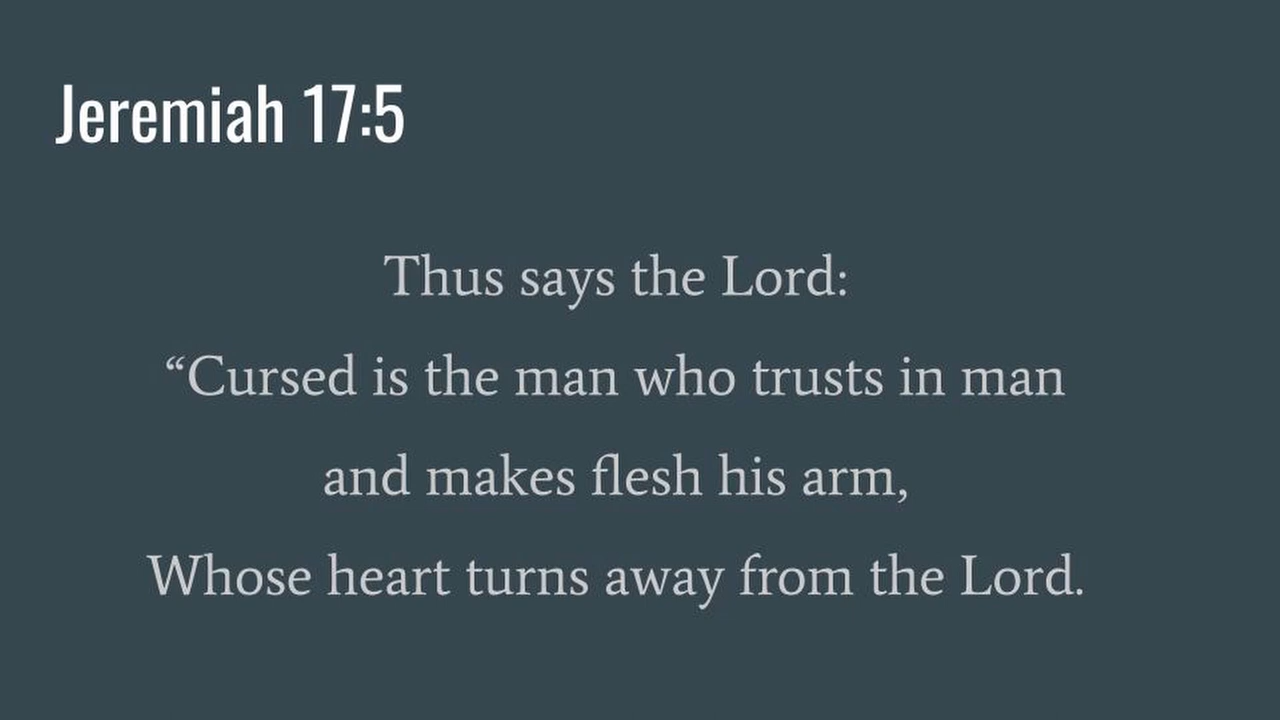 Jeremiah 17:5
Thus says the Lord:
“Cursed is the man who trusts in man
and makes flesh his arm,
Whose heart turns away from the Lord.